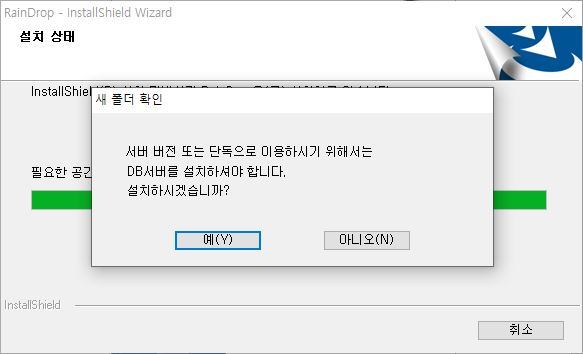 RainDrop - InstallShield Wizard
설치 상태
InstallShiel
새 폴더 확인
서버 버전 또는 단독으로 이용하시기 위해서는
DB서버를 설치하셔야 합니다.
설치하시겠습니까?
필요한 공간
예(Y)
아니오(N)
InstallShield
취소